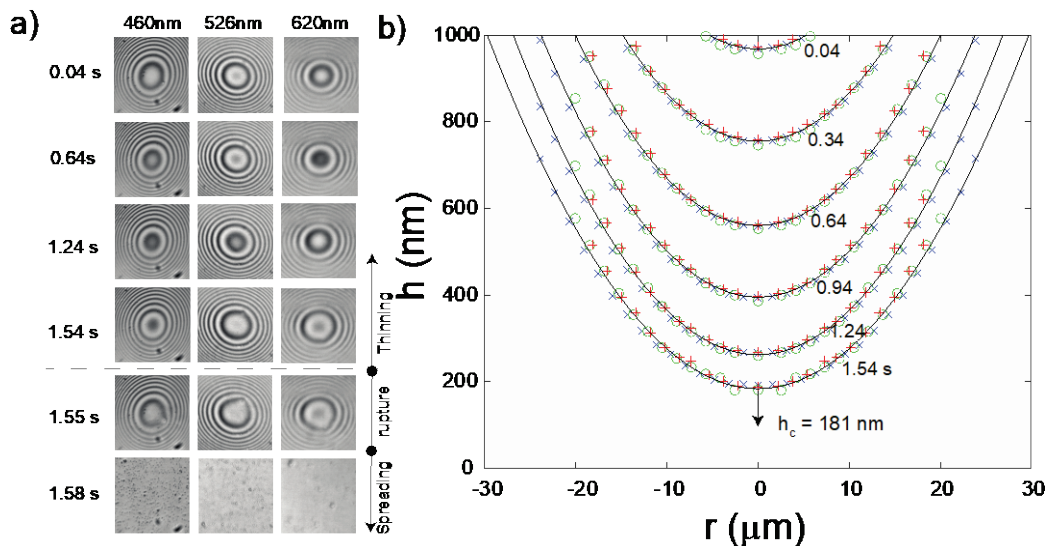 a)
460nm 526nm 620nm
0.04 s
0.64s
1.24 s
1.54 s
1.55 s
1.58 s
Thinning
rupture
Spreading
b)
h (nm)
1000
800
600
400
200
0
0.04
0.34
0.64
0.94
1.24
1.54 s
h_c = 181 nm
-30 -20 -10 0 10 20 30
r (μm)